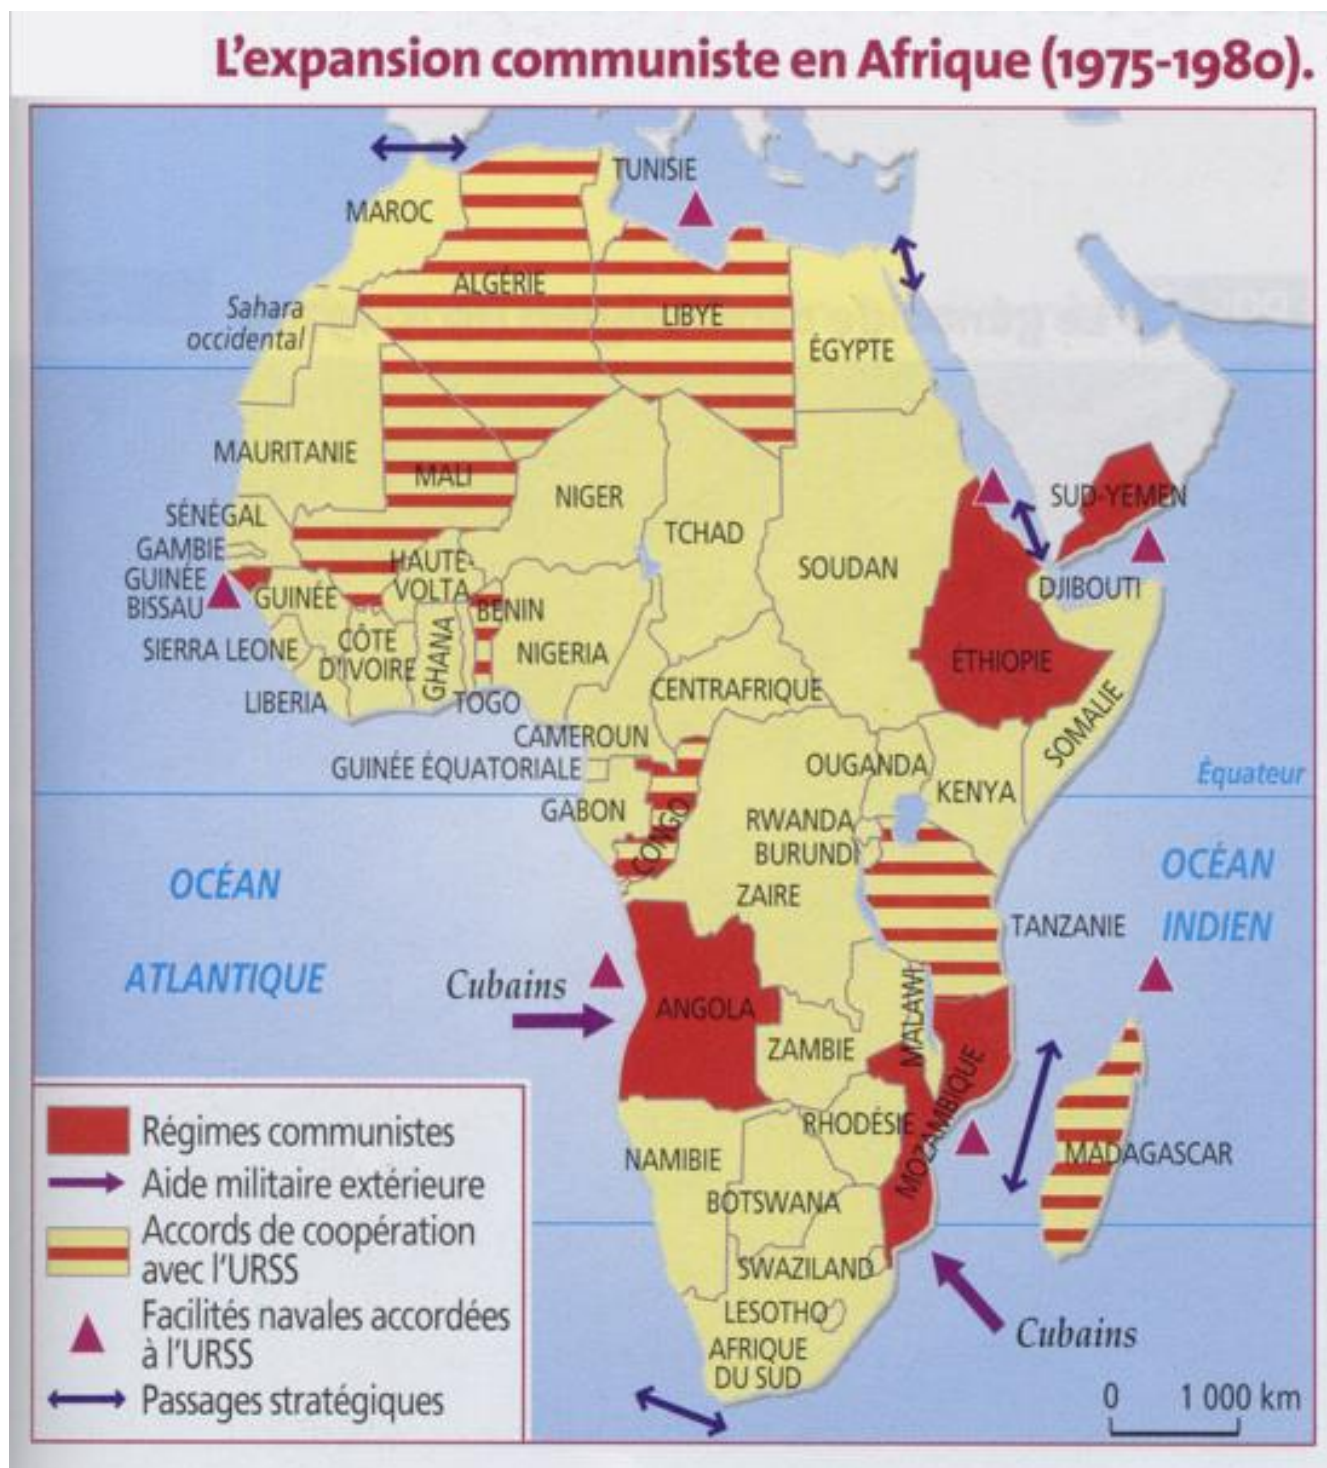 L'expansion communiste en Afrique (1975-1980).
TUNISIE
MAROC
ALGÉRIE
LIBYE
Sahara
occidental
ÉGYPTE
MAURITANIE
MALI
NIGER
SUD-YEMEN
SÉNÉGAL
TCHAD
GAMBIE
HAUTE-
VOLTA
SOUDAN
GUINÉE
BISSAU
GUINÉE
DJIBOUTI
BENIN
SIERRA LEONE
CÔTE
D'IVOIRE
GHANA
NIGERIA
ÉTHIOPIE
LIBERIA
TOGO
CENTRAFRIQUE
SOMALIE
CAMEROUN
GUINÉE ÉQUATORIALE
OUGANDA
Équateur
GABON
CONGO
KENYA
RWANDA
BURUNDI
OCÉAN
ATLANTIQUE
ZAIRE
OCÉAN
INDIEN
TANZANIE
Cubains
ANGOLA
MALAWI
ZAMBIE
MOZAMBIQUE
RHODÉSIE
MADAGASCAR
NAMIBIE
BOTSWANA
SWAZILAND
LESOTHO
AFRIQUE
DU SUD
Cubains
Régimes communistes
Aide militaire extérieure
Accords de coopération
avec l'URSS
Facilités navales accordées
à l'URSS
Passages stratégiques
0 1 000 km